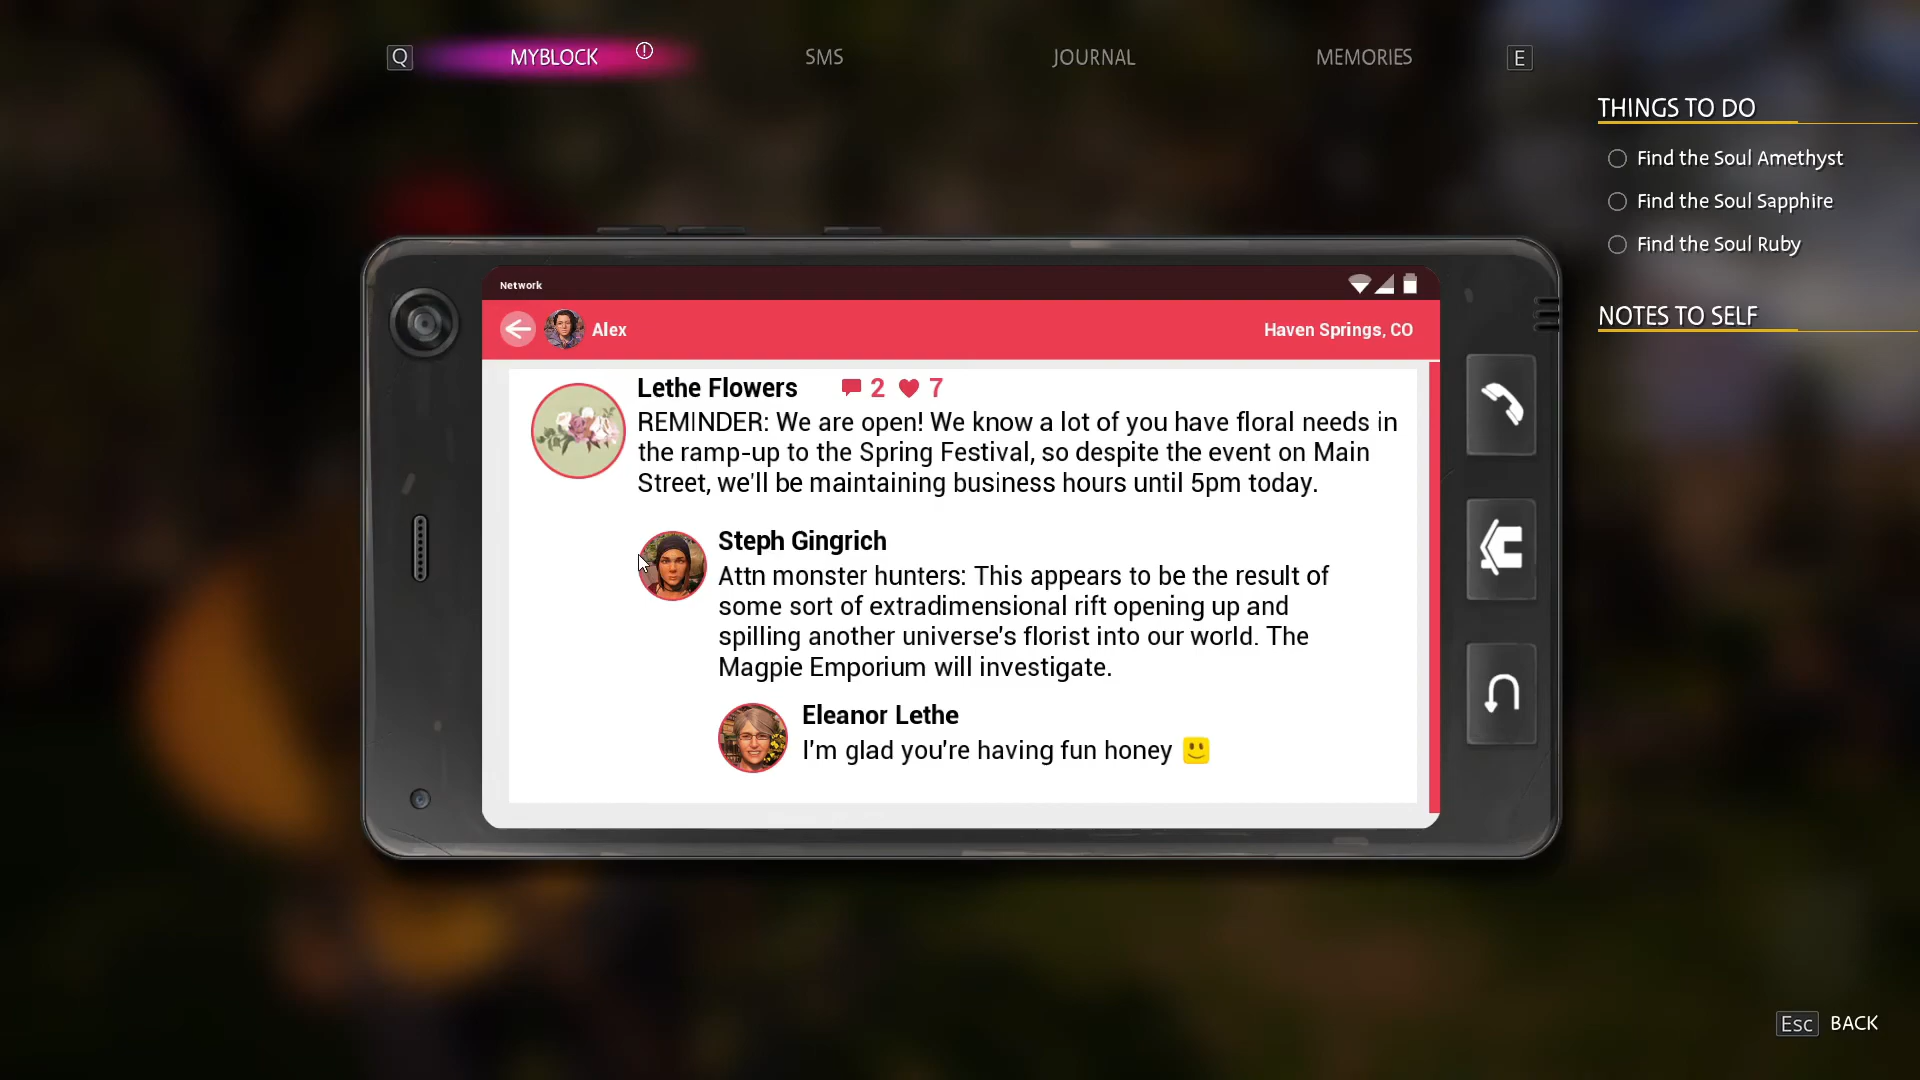 Q MYBLOCK ! SMS JOURNAL MEMORIES E
THINGS TO DO
Find the Soul Amethyst
Find the Soul Sapphire
Find the Soul Ruby
NOTES TO SELF
Network
Alex Haven Springs, CO
Lethe Flowers 2 7
REMINDER: We are open! We know a lot of you have floral needs in
the ramp-up to the Spring Festival, so despite the event on Main
Street, we'll be maintaining business hours until 5pm today.
Steph Gingrich
Attn monster hunters: This appears to be the result of
some sort of extradimensional rift opening up and
spilling another universe's florist into our world. The
Magpie Emporium will investigate.
Eleanor Lethe
I'm glad you're having fun honey 🙂
Esc BACK